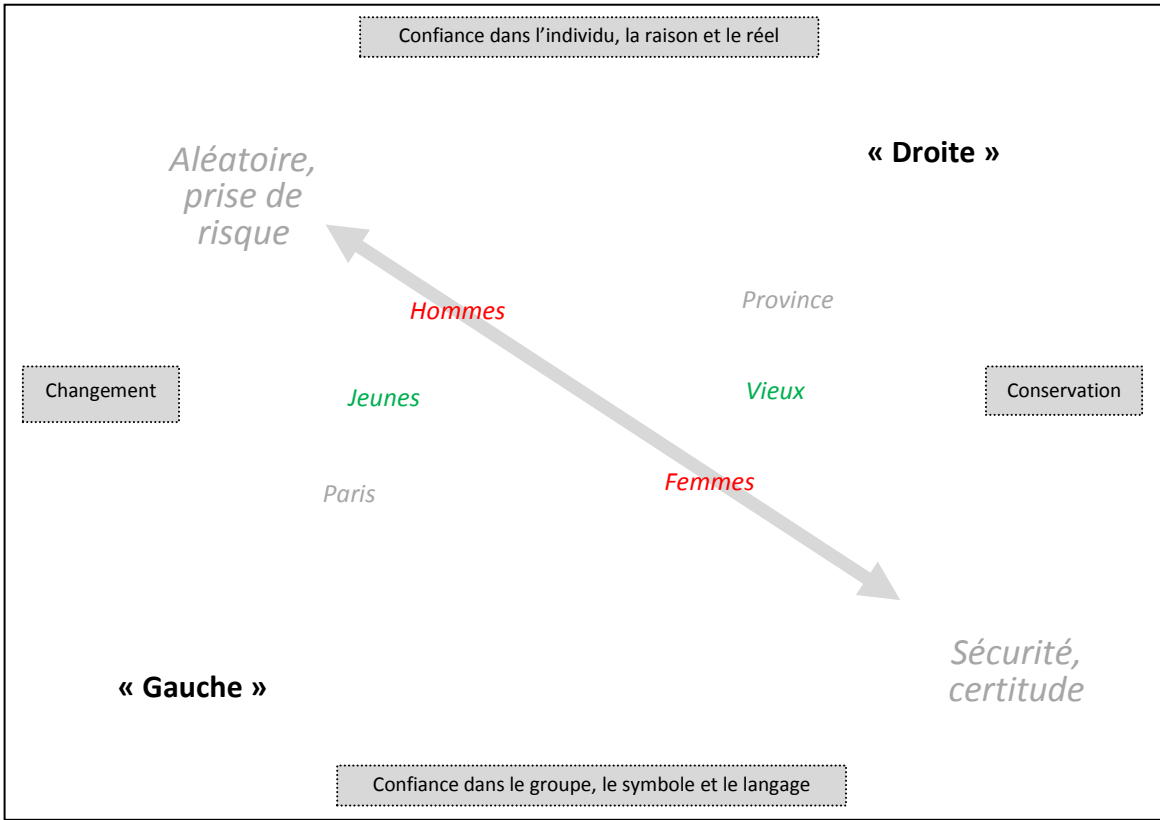 Confiance dans l’individu, la raison et le réel
« Droite »
Aléatoire,
prise de
risque
Province
Hommes
Changement
Jeunes
Vieux
Conservation
Femmes
Paris
Sécurité,
certitude
« Gauche »
Confiance dans le groupe, le symbole et le langage